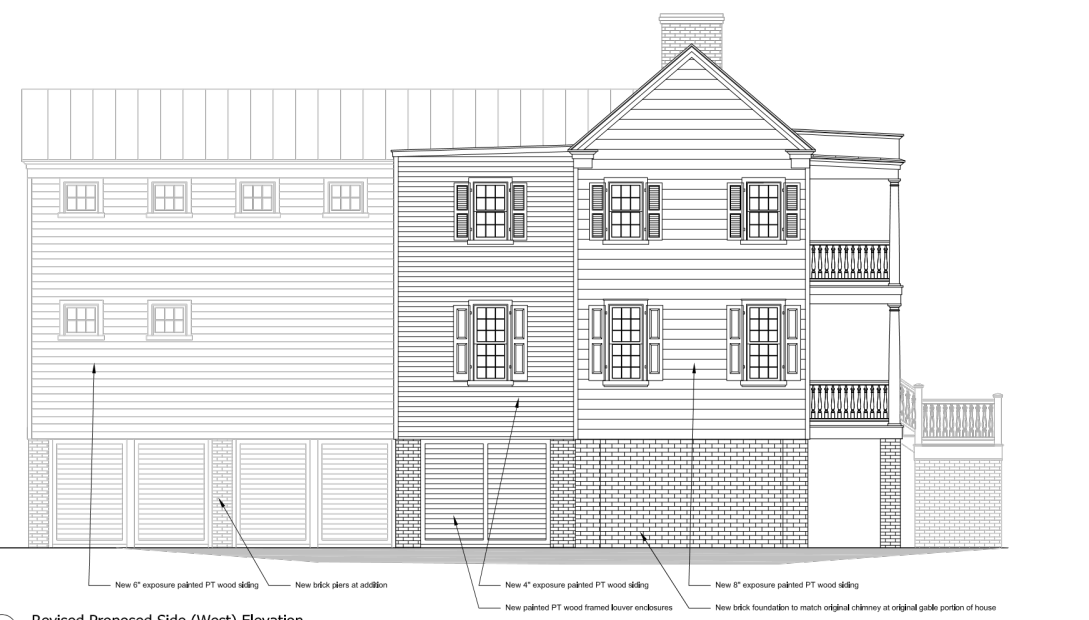 New 6" exposure painted PT wood siding
New brick piers at addition
New 4" exposure painted PT wood siding
New 8" exposure painted PT wood siding
New painted PT wood framed louver enclosures
New brick foundation to match original chimney at original gable portion of house
Revised Proposed Side (West) Elevation